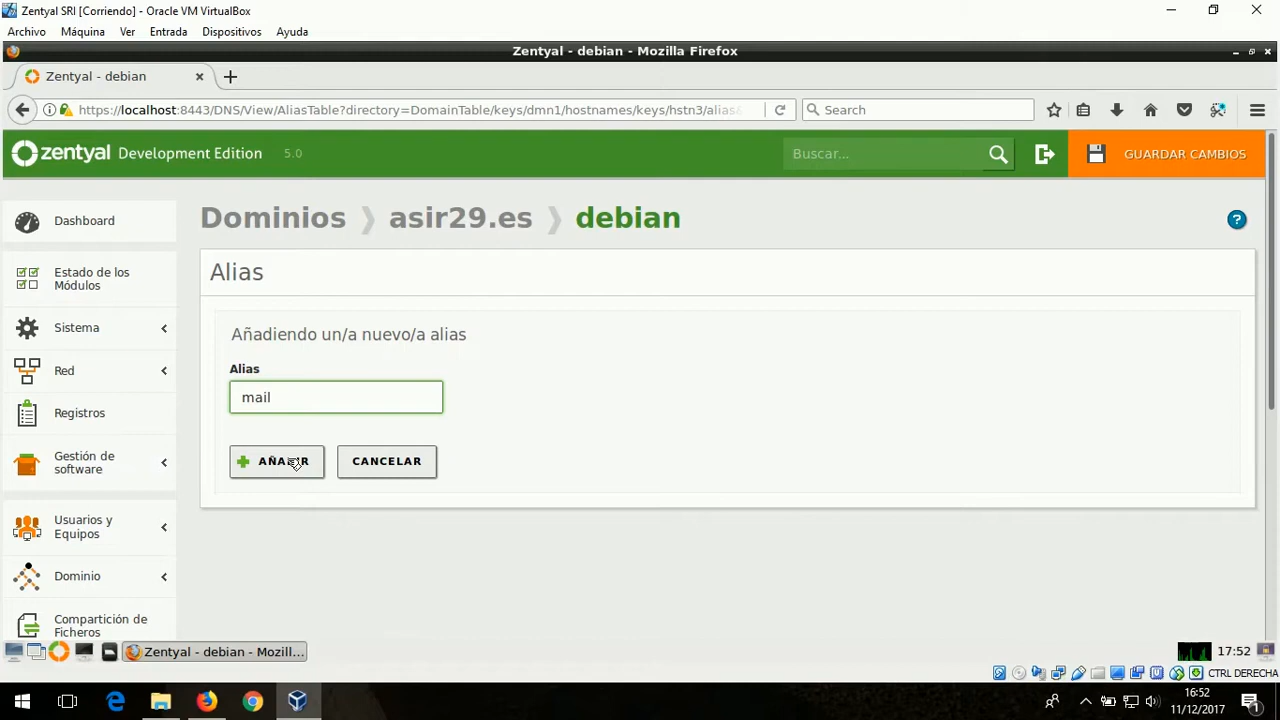 Zentyal SRI [Corriendo] - Oracle VM VirtualBox
Archivo Máquina Ver Entrada Dispositivos Ayuda
Zentyal - debian - Mozilla Firefox
Zentyal - debian
https://localhost:8443/DNS/View/AliasTable?directory=DomainTable/keys/dmn1/hostnames/keys/hstn3/alias
Search
zentyal Development Edition 5.0
Buscar...
GUARDAR CAMBIOS
Dominios asir29.es debian
?
Dashboard
Estado de los
Módulos
Sistema
Red
Registros
Gestión de
software
Usuarios y
Equipos
Dominio
Compartición de
Ficheros
Alias
Añadiendo un/a nuevo/a alias
Alias
mail
AÑADIR
CANCELAR
Zentyal - debian - Mozill...
17:52
CTRL DERECHA
16:52
11/12/2017
1